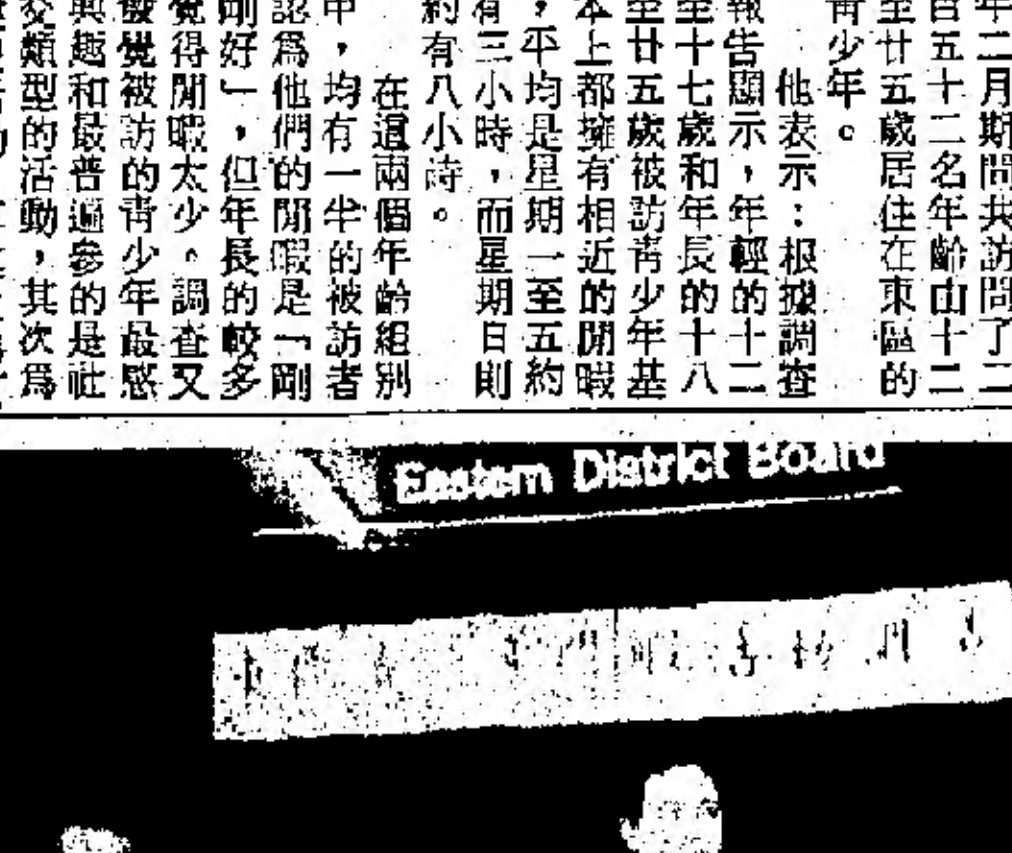 年二月期間共訪問了二
百五十二名年齡由十二
至廿五歲居住在東區的
青少年。
他表示：根據調查
報告顯示，年輕的十二
至十七歲和年長的十八
至廿五歲被訪青少年基
本上都擁有相近的閒暇
，平均是星期一至五約
有三小時，而星期日則
約有八小時。
在這兩個年齡組別
中，均有一半的被訪者
認爲他們的閒暇是「剛
剛好」，但年長的較多
覺得閒暇太少。調查又
發覺被訪的青少年最感
興趣和最普遍參的是社
交類型的活動，其次爲
Eastern District Board